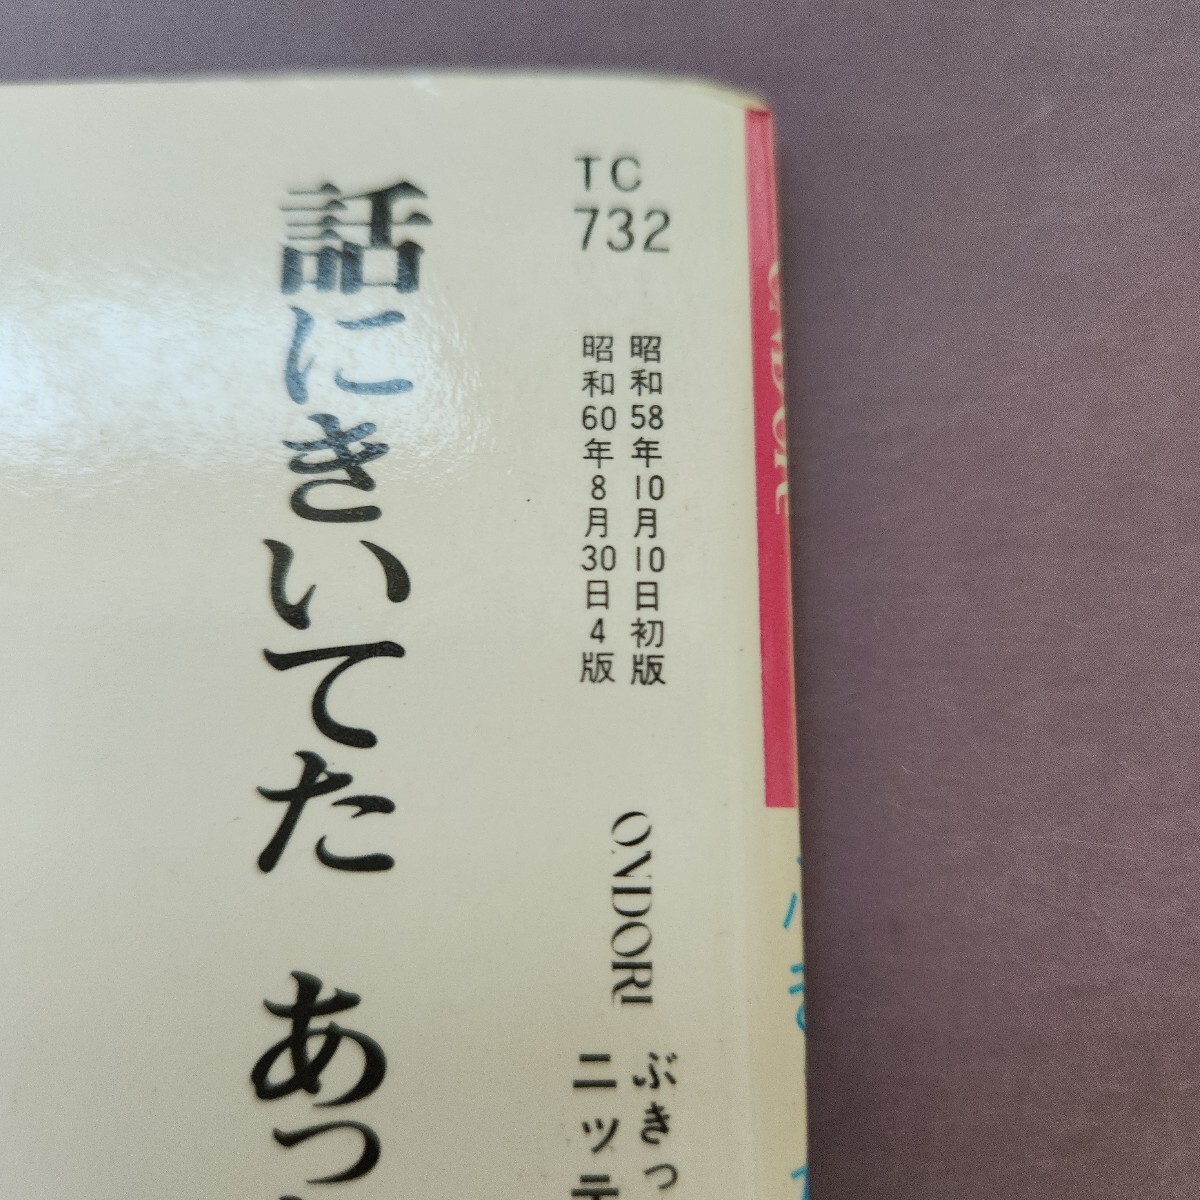 TC
732
昭和58年10月10日初版
昭和60年8月30日4版
ONDORI
ぶきっ
ニッテ
話にきいてた あっ
ONDORI